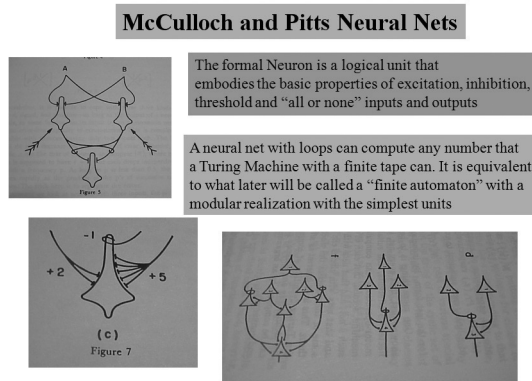 McCulloch and Pitts Neural Nets
A
B
Figure 5
The formal Neuron is a logical unit that
embodies the basic properties of excitation, inhibition,
threshold and “all or none” inputs and outputs
A neural net with loops can compute any number that
a Turing Machine with a finite tape can. It is equivalent
to what later will be called a “finite automaton” with a
modular realization with the simplest units
-1
+2
+5
(c)
Figure 7